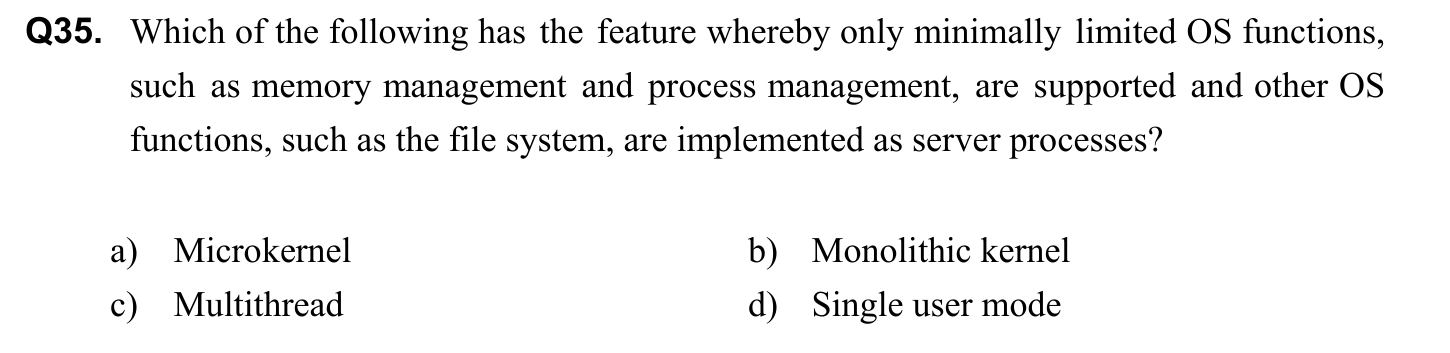 Q35. Which of the following has the feature whereby only minimally limited OS functions,
such as memory management and process management, are supported and other OS
functions, such as the file system, are implemented as server processes?
a) Microkernel b) Monolithic kernel
c) Multithread d) Single user mode